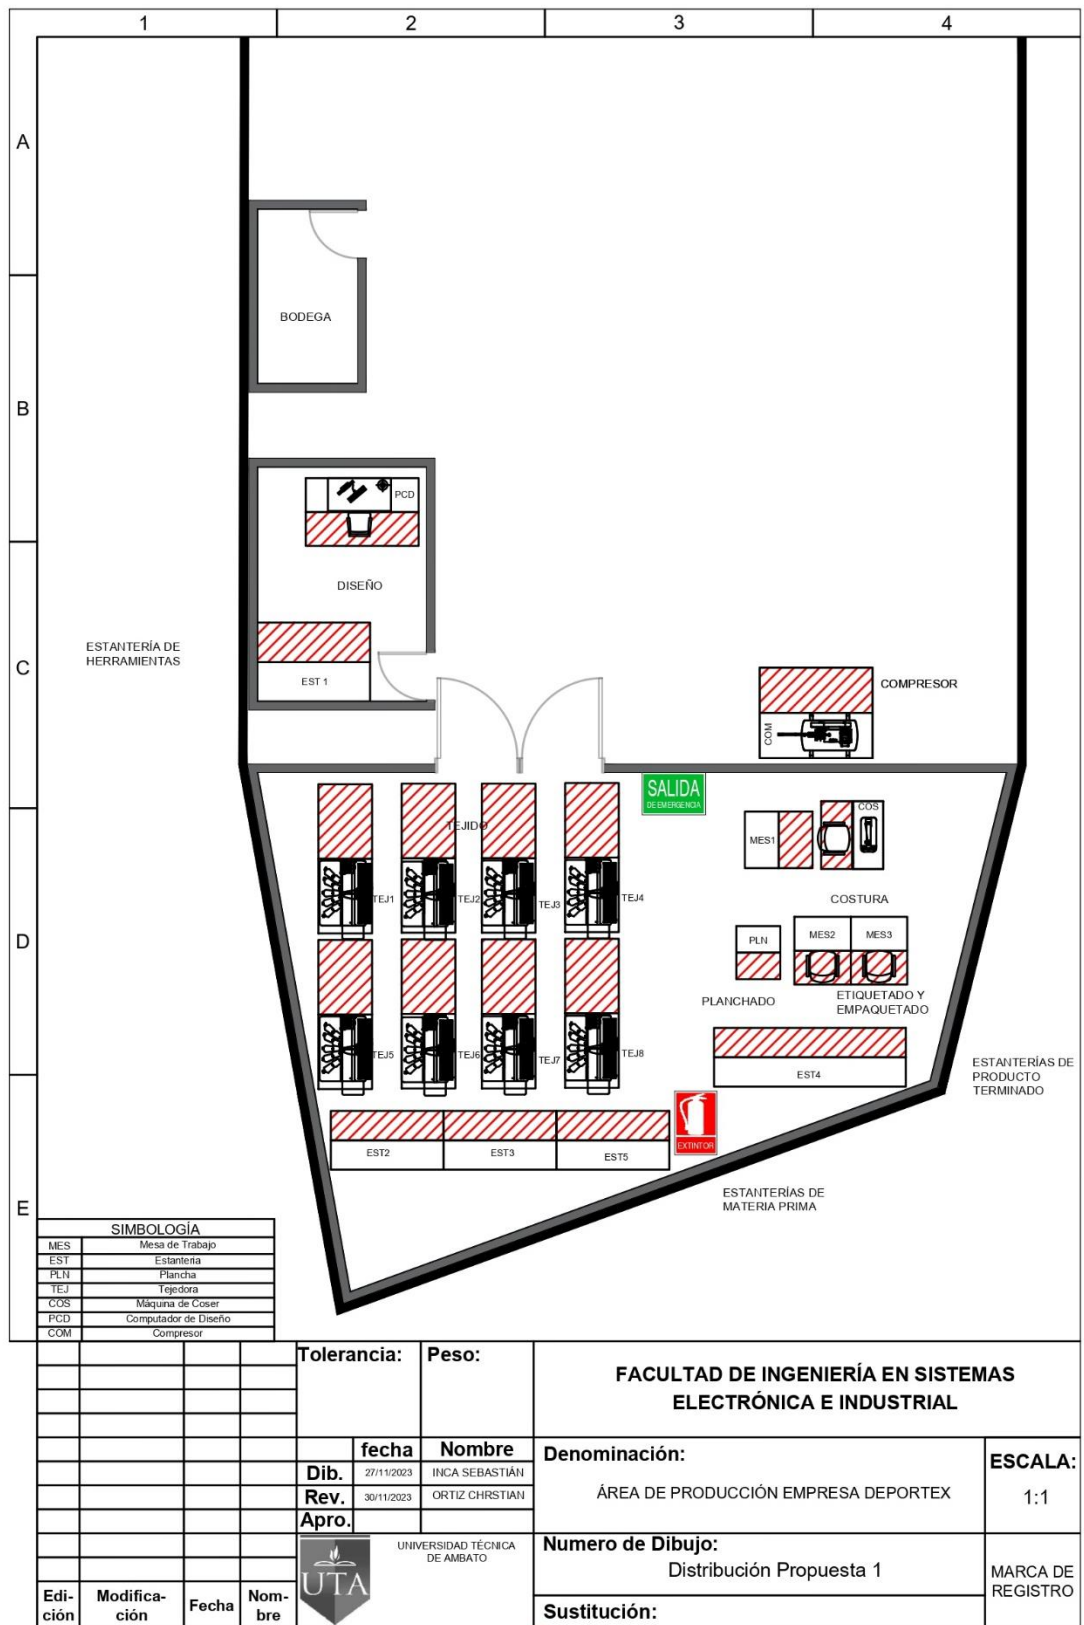 1
2
3
4
A
B
C
D
E
BODEGA
PCD
DISEÑO
EST 1
ESTANTERÍA DE
HERRAMIENTAS
COMPRESOR
COM
SALIDA
DE EMERGENCIA
TEJIDO
TEJ1
TEJ2
TEJ3
TEJ4
MES1
COS
COSTURA
PLN
MES2
MES3
PLANCHADO
ETIQUETADO Y
EMPAQUETADO
TEJ5
TEJ6
TEJ7
TEJ8
EST4
ESTANTERÍAS DE
PRODUCTO
TERMINADO
EST2
EST3
EST5
EXTINTOR
ESTANTERÍAS DE
MATERIA PRIMA
SIMBOLOGÍA
MES Mesa de Trabajo
EST Estanteria
PLN Plancha
TEJ Tejedora
COS Máquina de Coser
PCD Computador de Diseño
COM Compresor
Tolerancia:
Peso:
FACULTAD DE INGENIERÍA EN SISTEMAS
ELECTRÓNICA E INDUSTRIAL
fecha Nombre
Dib. 27/11/2023 INCA SEBASTIÁN
Rev. 30/11/2023 ORTIZ CHRSTIAN
Apro.
Denominación:
ÁREA DE PRODUCCIÓN EMPRESA DEPORTEX
ESCALA:
1:1
UTA
UNIVERSIDAD TÉCNICA
DE AMBATO
Numero de Dibujo:
Distribución Propuesta 1
MARCA DE
REGISTRO
Edi-
ción
Modifica-
ción
Fecha
Nom-
bre
Sustitución: